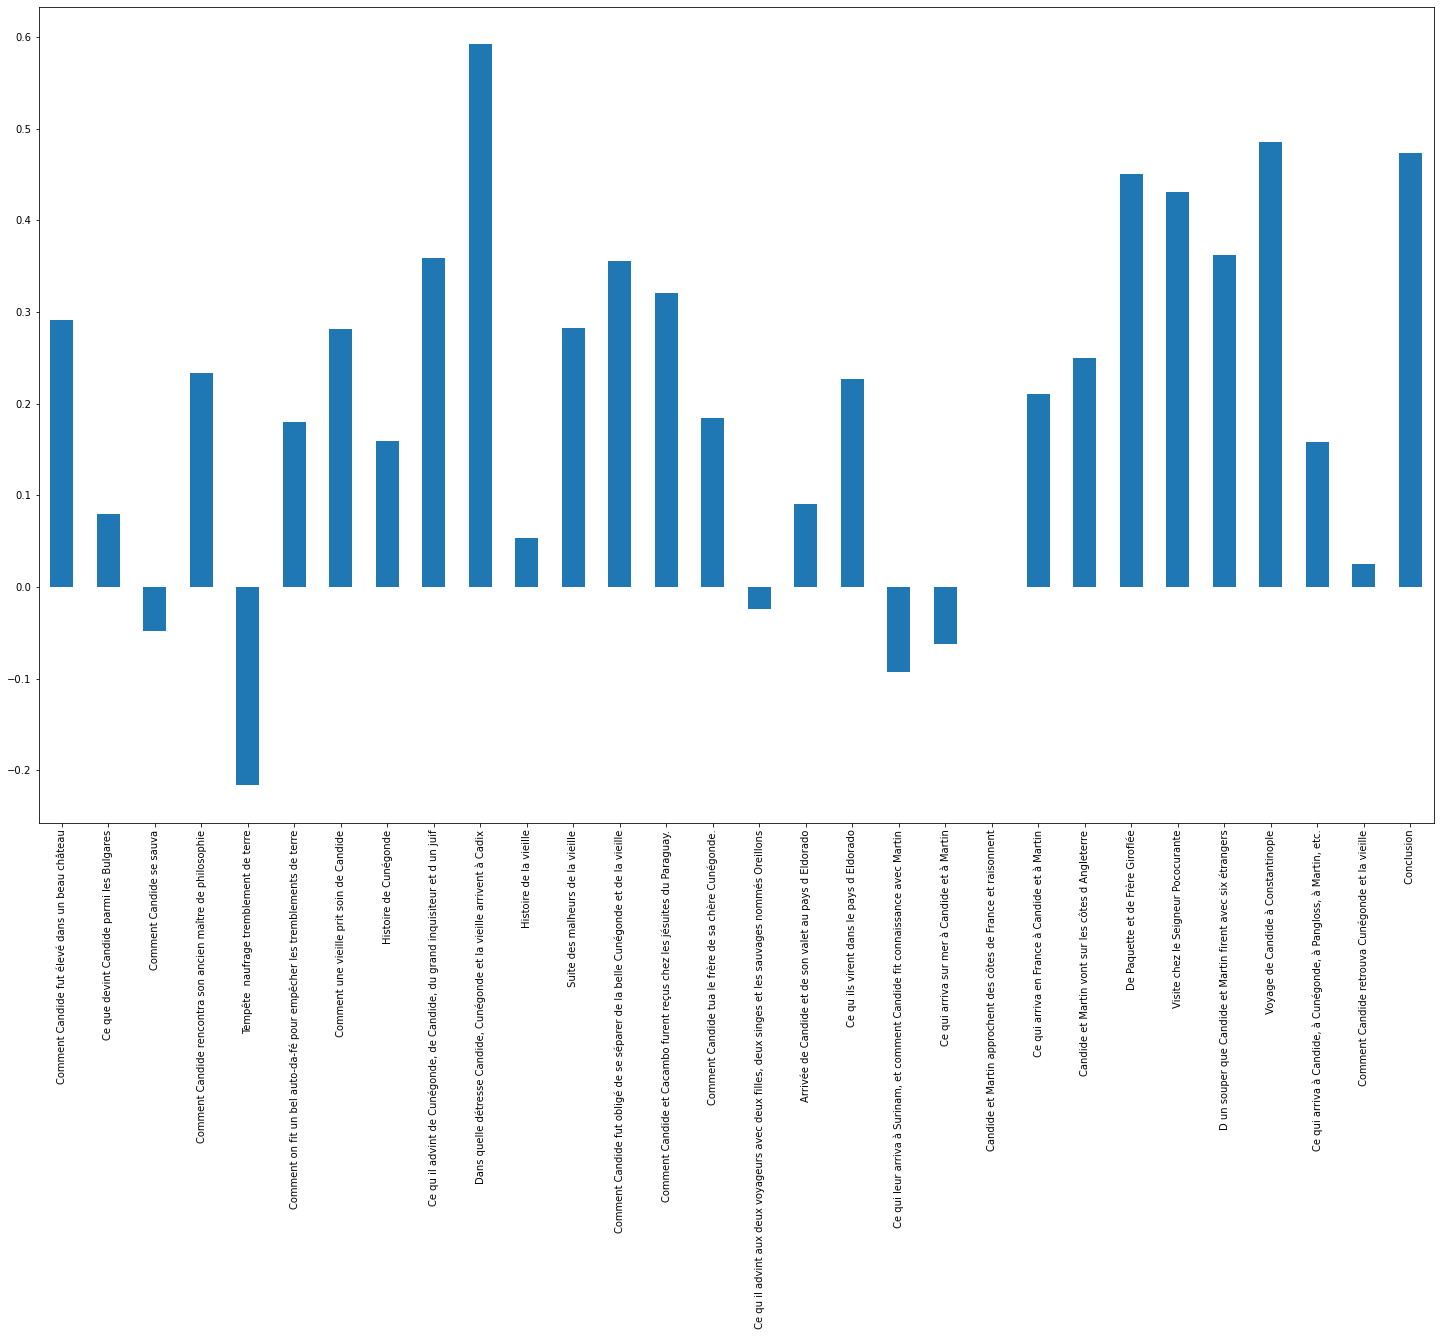 0.6
0.5
0.4
0.3
0.2
0.1
0.0
−0.1
−0.2
Comment Candide fut élevé dans un beau château
Ce que devint Candide parmi les Bulgares
Comment Candide se sauva
Comment Candide rencontra son ancien maître de philosophie
Tempête  naufrage tremblement de terre
Comment on fit un bel auto-da-fé pour empêcher les tremblements de terre
Comment une vieille prit soin de Candide
Histoire de Cunégonde
Ce qu il advint de Cunégonde, de Candide, du grand inquisiteur et d un juif
Dans quelle détresse Candide, Cunégonde et la vieille arrivent à Cadix
Histoire de la vieille
Suite des malheurs de la vieille
Comment Candide fut obligé de se séparer de la belle Cunégonde et de la vieille
Comment Candide et Cacambo furent reçus chez les jésuites du Paraguay.
Comment Candide tua le frère de sa chère Cunégonde.
Ce qu il advint aux deux voyageurs avec deux filles, deux singes et les sauvages nommés Oreillons
Arrivée de Candide et de son valet au pays d Eldorado
Ce qu ils virent dans le pays d Eldorado
Ce qui leur arriva à Surinam, et comment Candide fit connaissance avec Martin
Ce qui arriva sur mer à Candide et à Martin
Candide et Martin approchent des côtes de France et raisonnent
Ce qui arriva en France à Candide et à Martin
Candide et Martin vont sur les côtes d Angleterre
De Paquette et de Frère Giroflée
Visite chez le Seigneur Pococurante
D un souper que Candide et Martin firent avec six étrangers
Voyage de Candide à Constantinople
Ce qui arriva à Candide, à Cunégonde, à Pangloss, à Martin, etc.
Comment Candide retrouva Cunégonde et la vieille
Conclusion